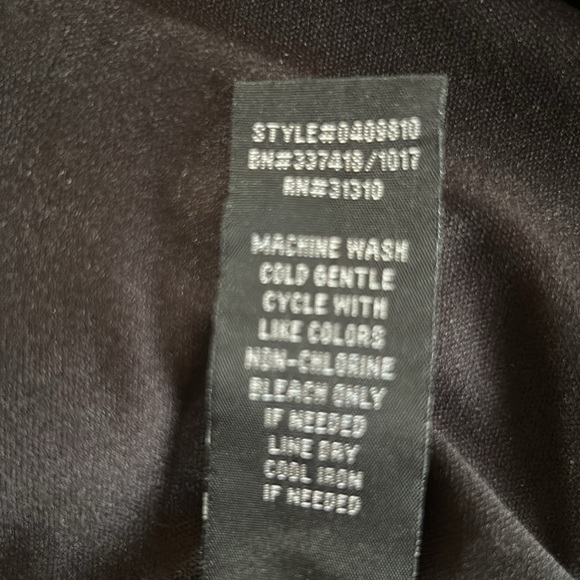 STYLE#0409810
BN#337418/1017
RN#31310
MACHINE WASH
COLD GENTLE
CYCLE WITH
LIKE COLORS
NON-CHLORINE
BLEACH ONLY
IF NEEDED
LINE DRY
COOL IRON
IF NEEDED